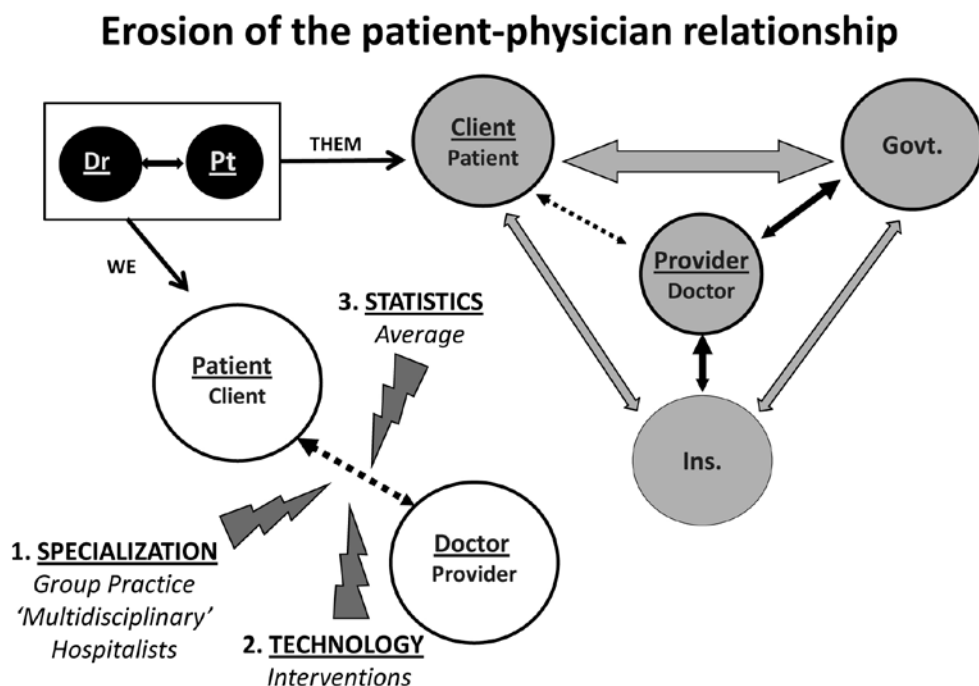 Erosion of the patient-physician relationship
Dr
Pt
THEM
WE
Client
Patient
Govt.
Provider
Doctor
Ins.
Patient
Client
3. STATISTICS
Average
1. SPECIALIZATION
Group Practice
‘Multidisciplinary’
Hospitalists
2. TECHNOLOGY
Interventions
Doctor
Provider